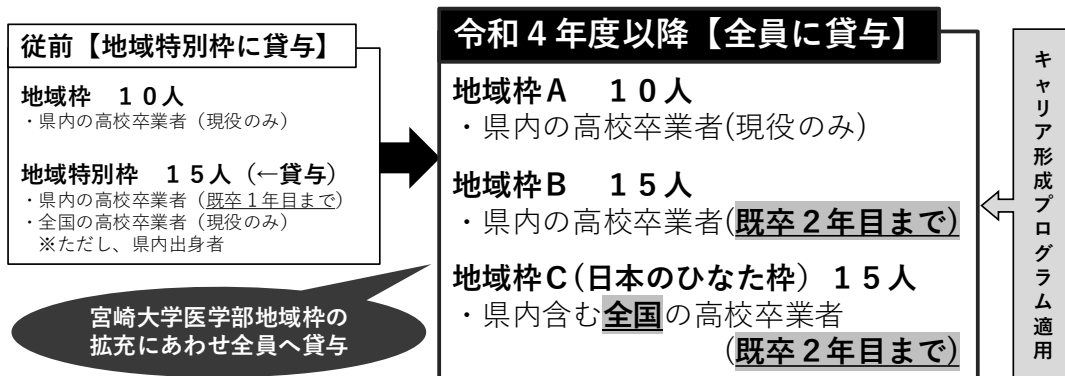 従前【地域特別枠に貸与】
地域枠　１０人
・県内の高校卒業者（現役のみ）
地域特別枠　１５人（←貸与）
・県内の高校卒業者（既卒１年目まで）
・全国の高校卒業者（現役のみ）
※ただし、県内出身者
宮崎大学医学部地域枠の
拡充にあわせ全員へ貸与
令和４年度以降【全員に貸与】
地域枠Ａ　１０人
・県内の高校卒業者(現役のみ)
地域枠Ｂ　１５人
・県内の高校卒業者(既卒２年目まで)
地域枠Ｃ(日本のひなた枠）１５人
・県内含む全国の高校卒業者
(既卒２年目まで)
キャリア形成プログラム適用